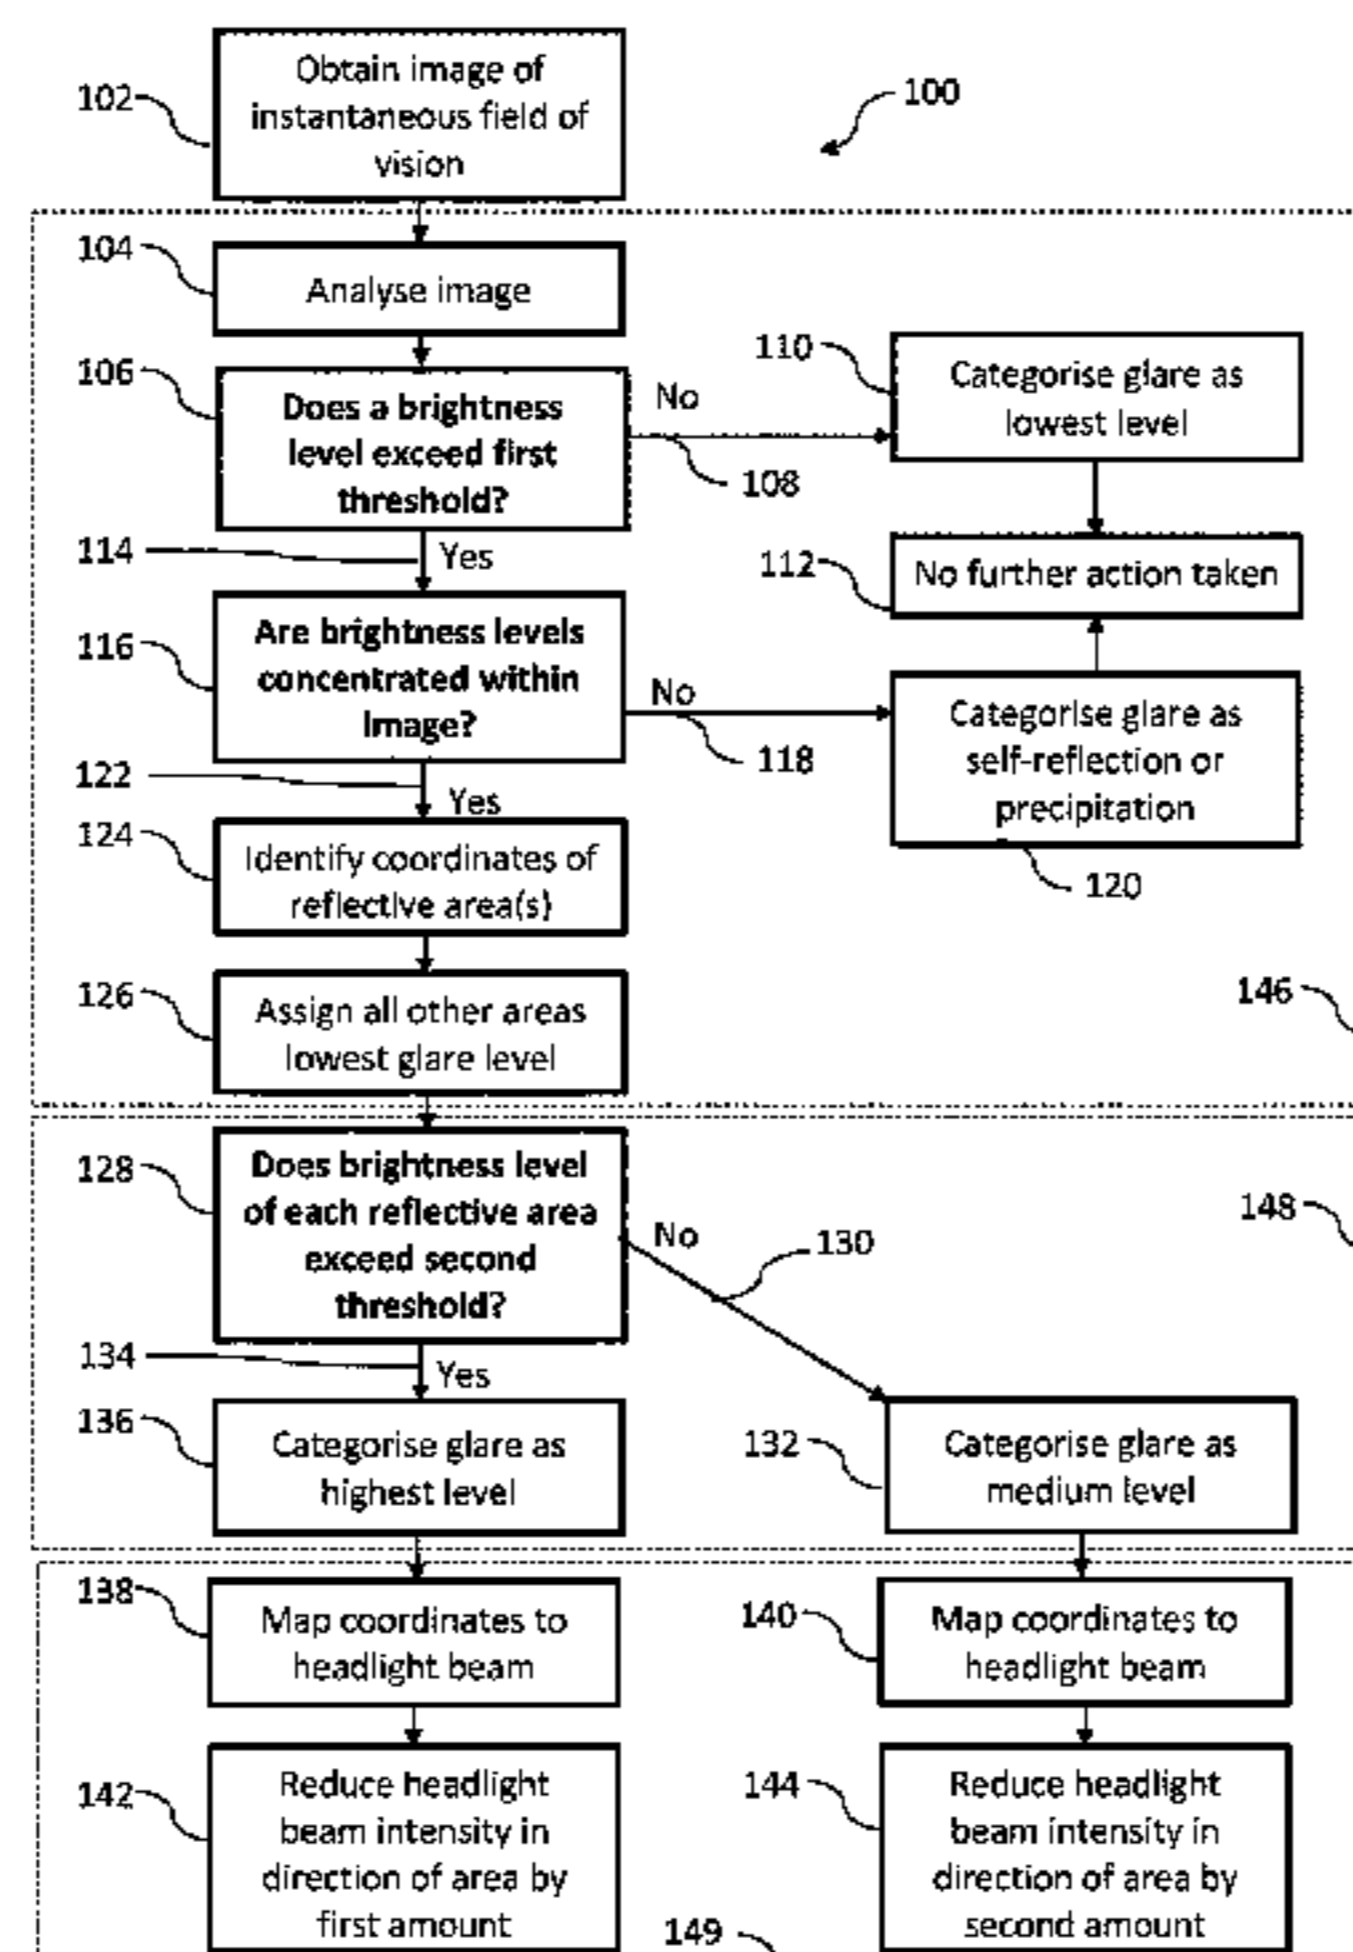 Obtain image of
instantaneous field of
vision
102
100
104
Analyse image
106
Does a brightness
level exceed first
threshold?
No
108
110
Categorise glare as
lowest level
114
Yes
112
No further action taken
116
Are brightness levels
concentrated within
image?
No
118
Categorise glare as
self-reflection or
precipitation
120
122
Yes
124
Identify coordinates of
reflective area(s)
126
Assign all other areas
lowest glare level
146
128
Does brightness level
of each reflective area
exceed second
threshold?
No
130
148
134
Yes
136
Categorise glare as
highest level
132
Categorise glare as
medium level
138
Map coordinates to
headlight beam
140
Map coordinates to
headlight beam
142
Reduce headlight
beam intensity in
direction of area by
first amount
144
Reduce headlight
beam intensity in
direction of area by
second amount
149